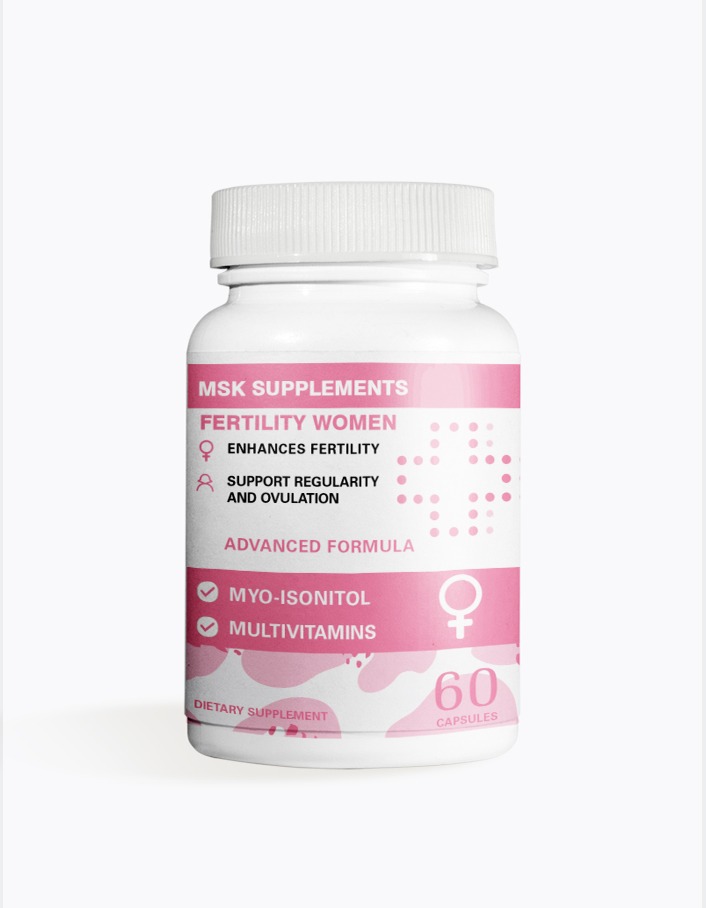 MSK SUPPLEMENTS
FERTILITY WOMEN
ENHANCES FERTILITY
SUPPORT REGULARITY
AND OVULATION
ADVANCED FORMULA
MYO-ISONITOL
MULTIVITAMINS
60
CAPSULES
DIETARY SUPPLEMENT